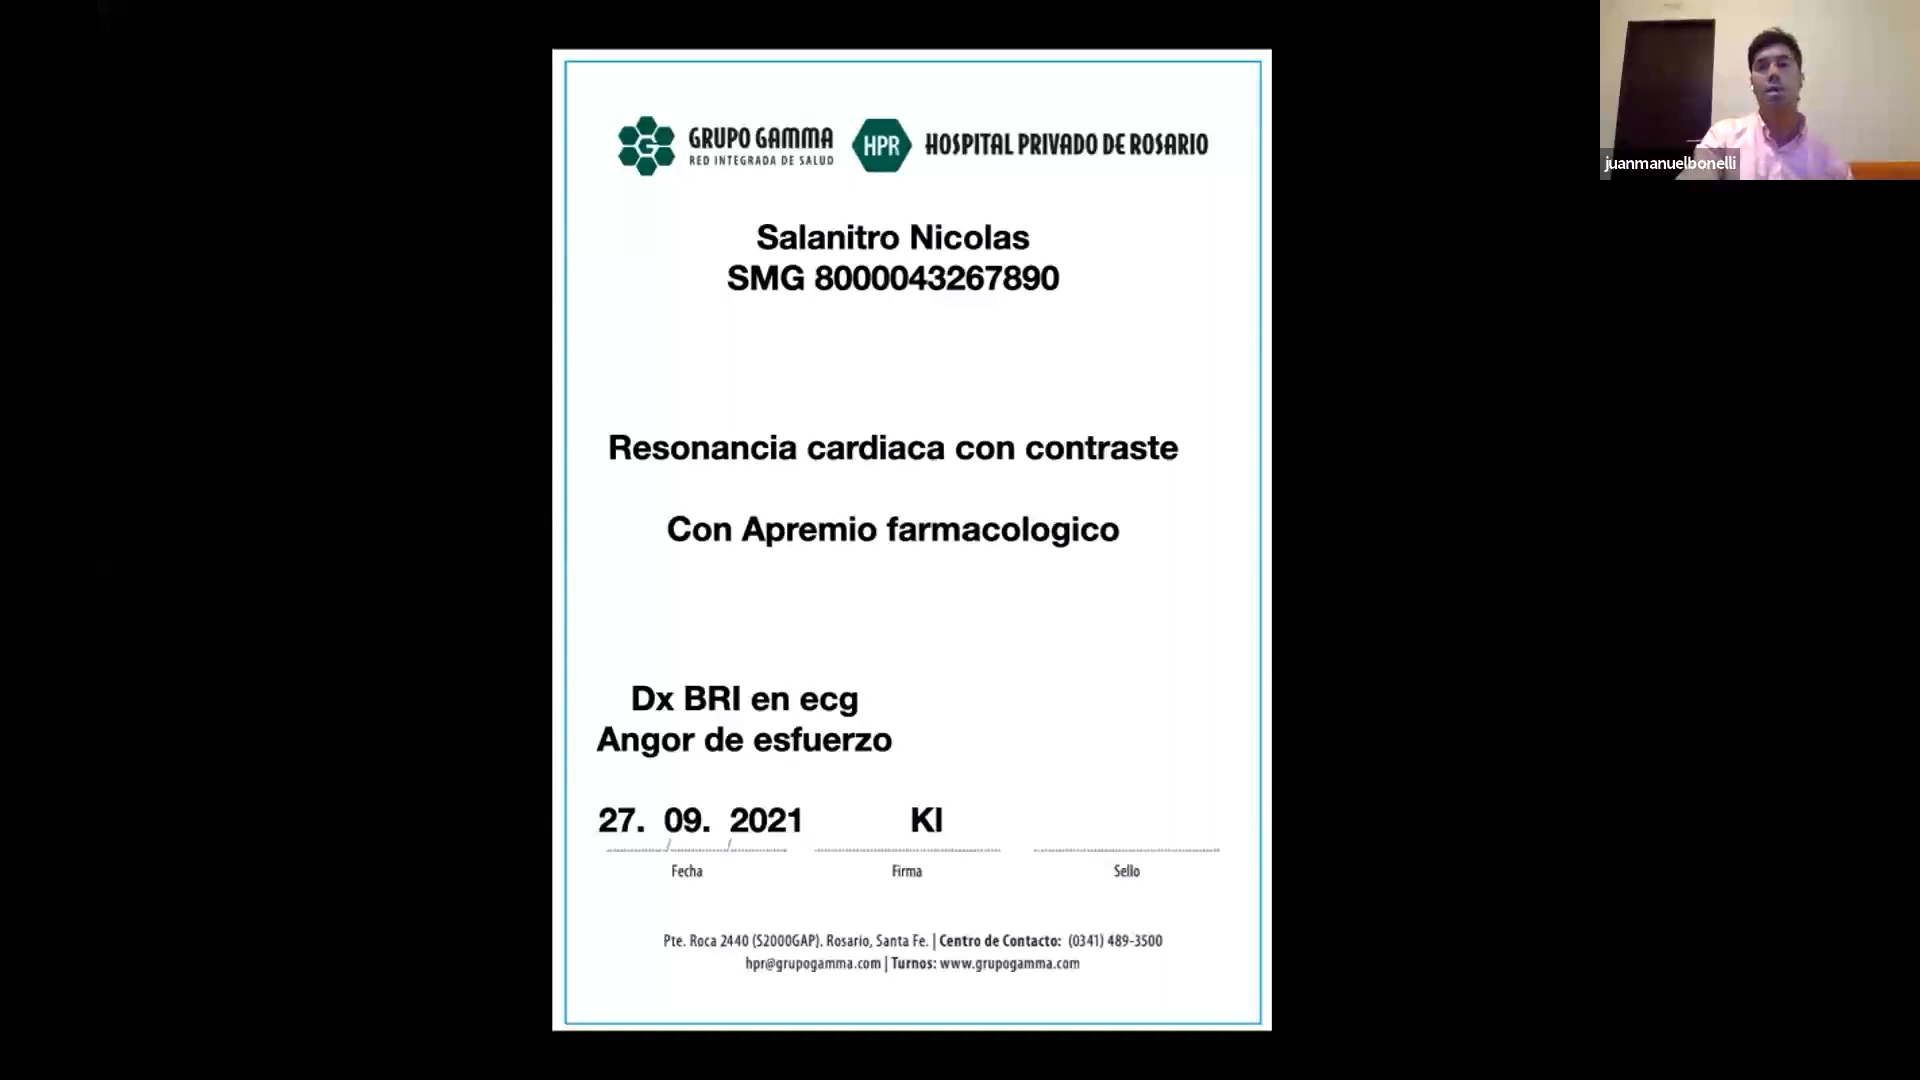 GRUPO GAMMA
RED INTEGRADA DE SALUD
HPR
HOSPITAL PRIVADO DE ROSARIO
juanmanuelbonelli
Salanitro Nicolas
SMG 8000043267890
Resonancia cardiaca con contraste
Con Apremio farmacologico
Dx BRI en ecg
Angor de esfuerzo
27. 09. 2021 KI
Fecha Firma Sello
Pte. Roca 2440 (S2000GAP). Rosario, Santa Fe. | Centro de Contacto: (0341) 489-3500
hpr@grupogamma.com | Turnos: www.grupogamma.com